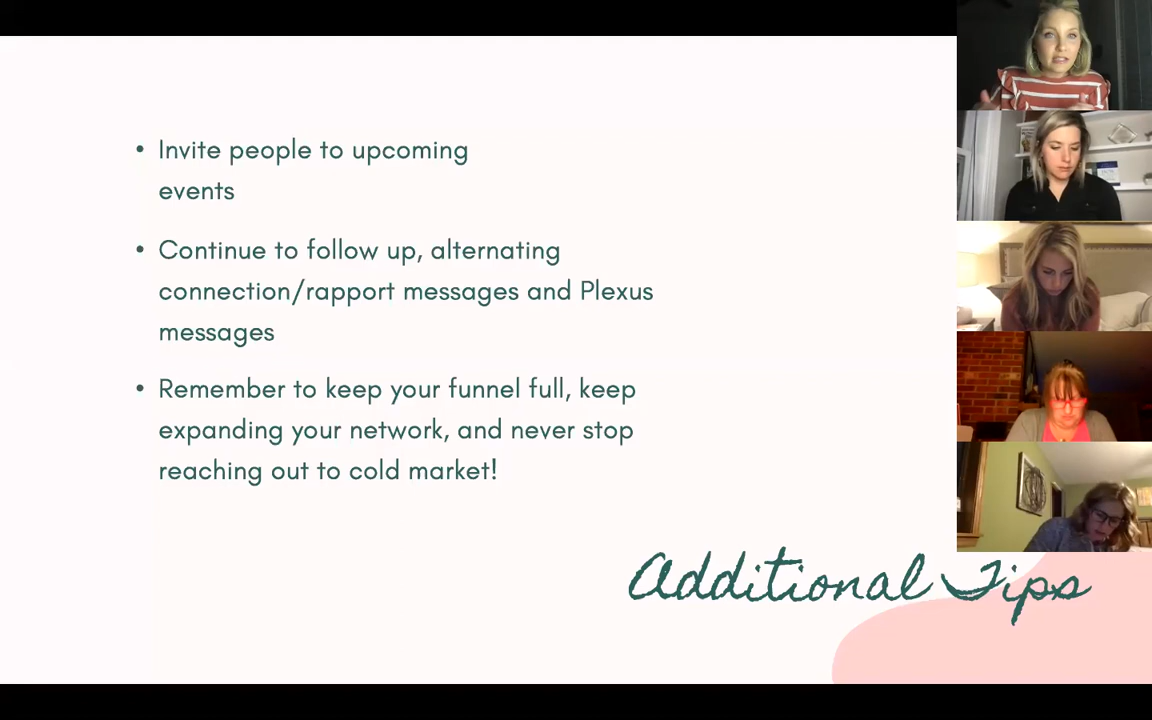 • Invite people to upcoming
events
• Continue to follow up, alternating
connection/rapport messages and Plexus
messages
• Remember to keep your funnel full, keep
expanding your network, and never stop
reaching out to cold market!
Additional Tips